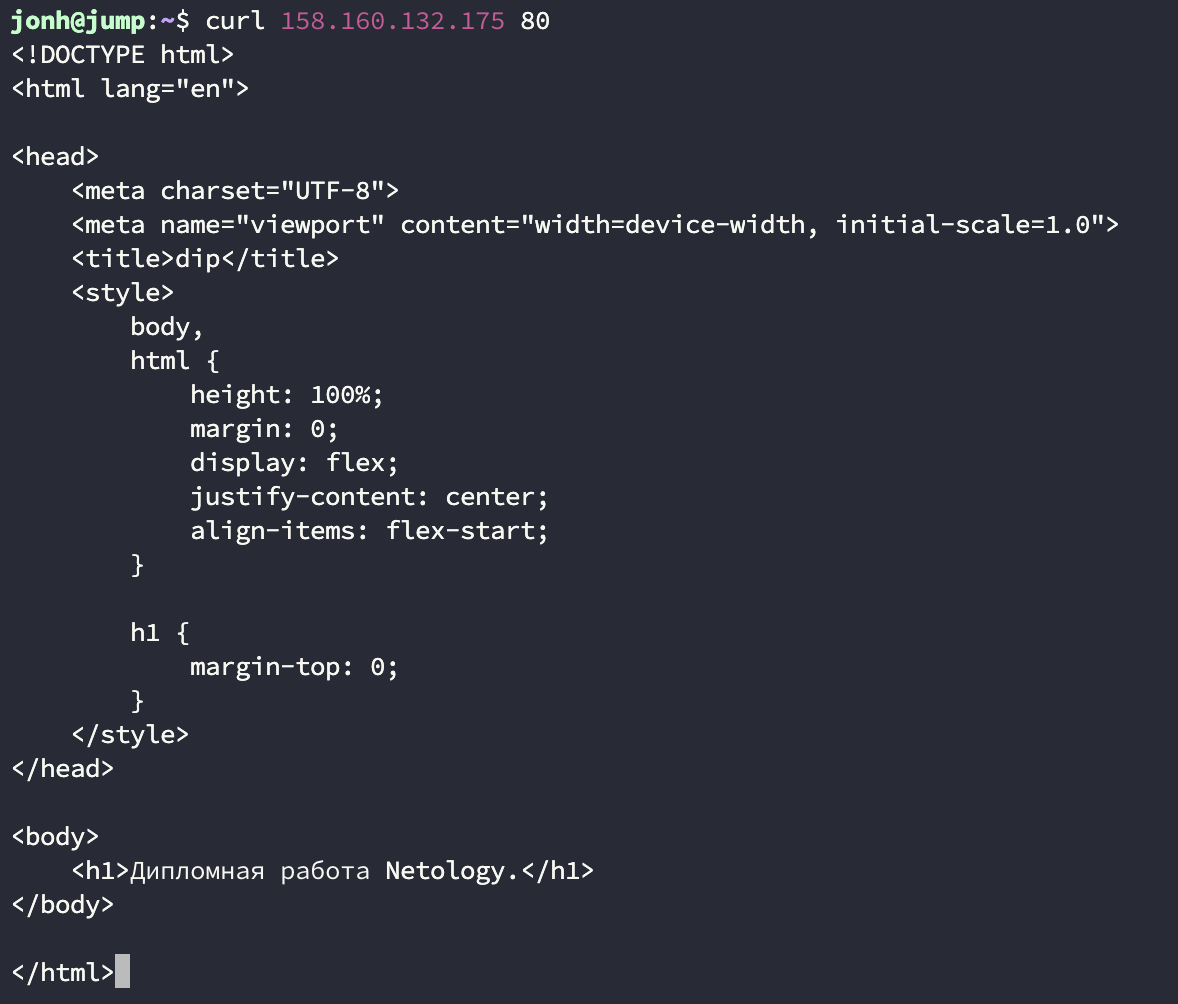 jonh@jump:~$ curl 158.160.132.175 80
<!DOCTYPE html>
<html lang="en">

<head>
    <meta charset="UTF-8">
    <meta name="viewport" content="width=device-width, initial-scale=1.0">
    <title>dip</title>
    <style>
        body,
        html {
            height: 100%;
            margin: 0;
            display: flex;
            justify-content: center;
            align-items: flex-start;
        }

        h1 {
            margin-top: 0;
        }
    </style>
</head>

<body>
    <h1>Дипломная работа Netology.</h1>
</body>

</html>